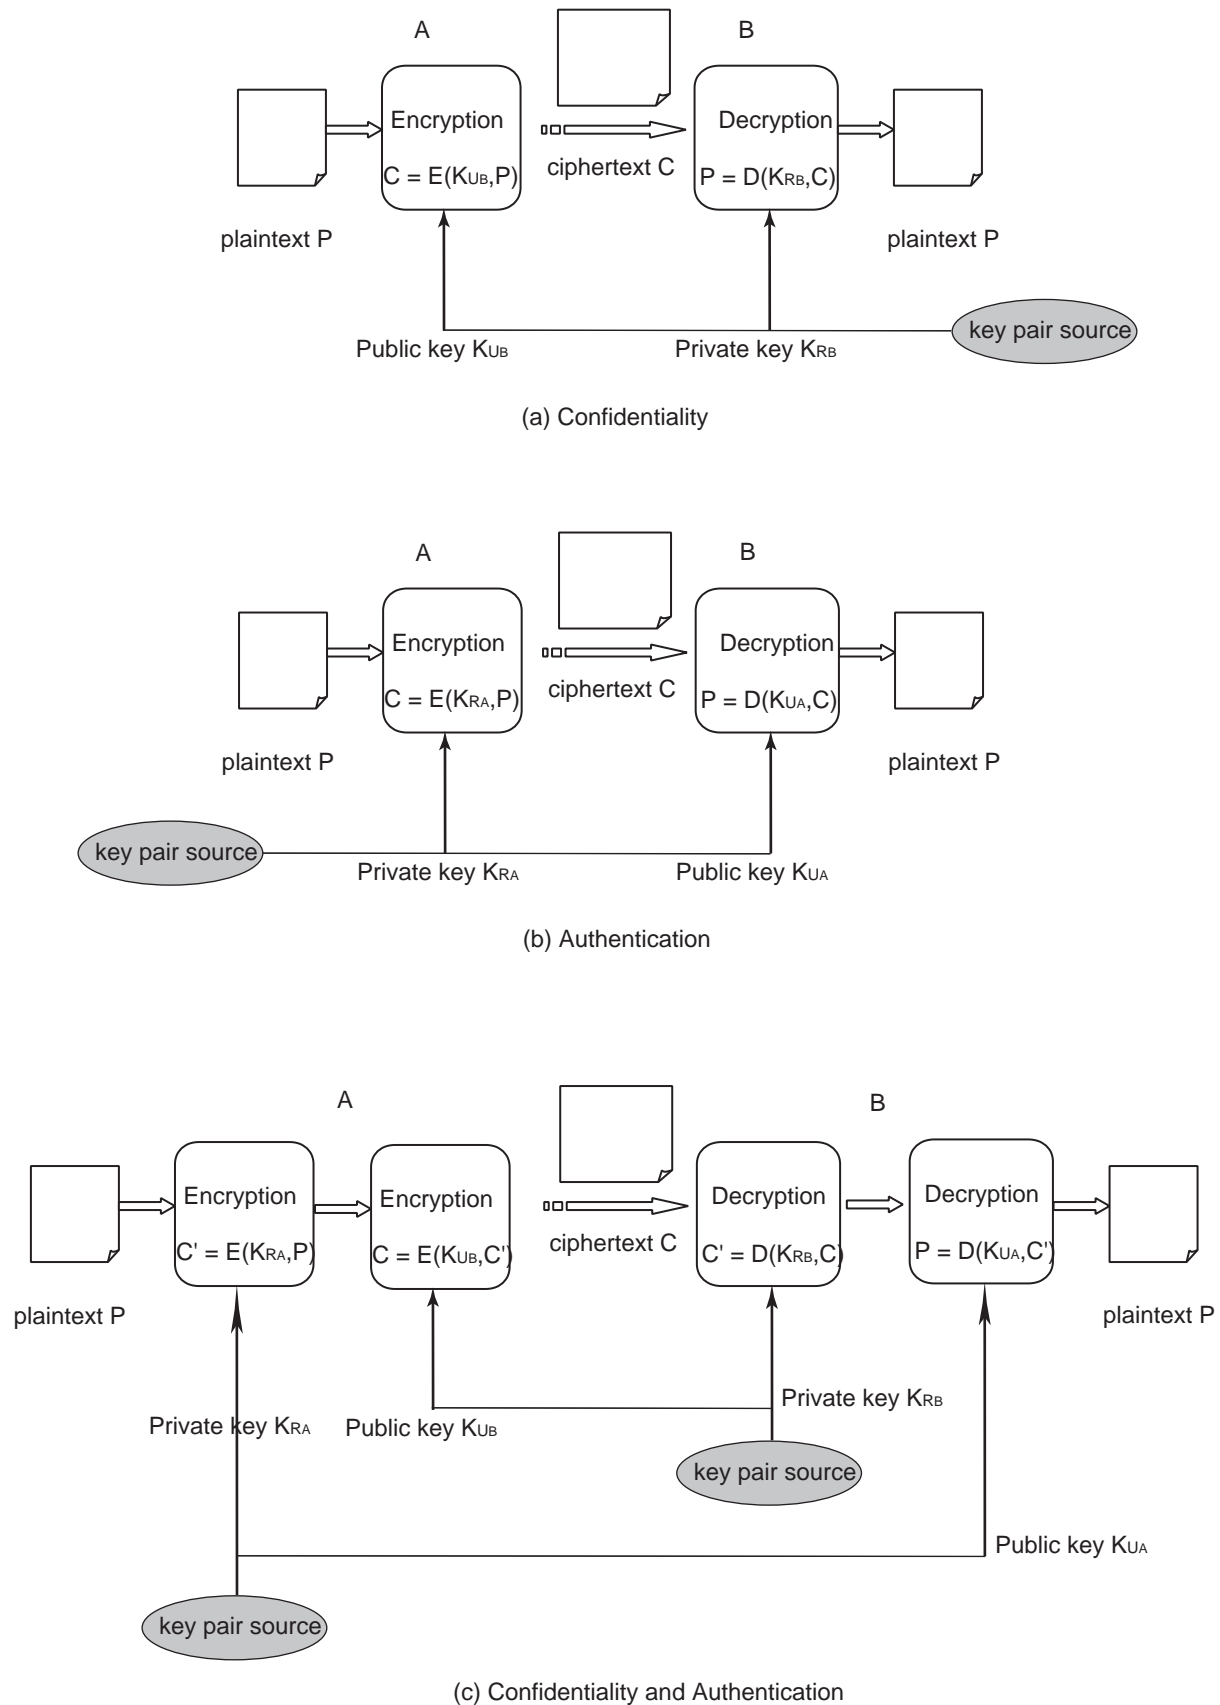 A
B
Encryption
Decryption
C = E(KUB,P)
ciphertext C
P = D(KRB,C)
plaintext P
plaintext P
key pair source
Public key KUB
Private key KRB
(a) Confidentiality
A
B
Encryption
Decryption
C = E(KRA,P)
ciphertext C
P = D(KUA,C)
plaintext P
plaintext P
key pair source
Private key KRA
Public key KUA
(b) Authentication
A
B
Encryption
Encryption
Decryption
Decryption
C' = E(KRA,P)
C = E(KUB,C')
ciphertext C
C' = D(KRB,C)
P = D(KUA,C')
plaintext P
plaintext P
Private key KRA
Public key KUB
Private key KRB
key pair source
Public key KUA
key pair source
(c) Confidentiality and Authentication